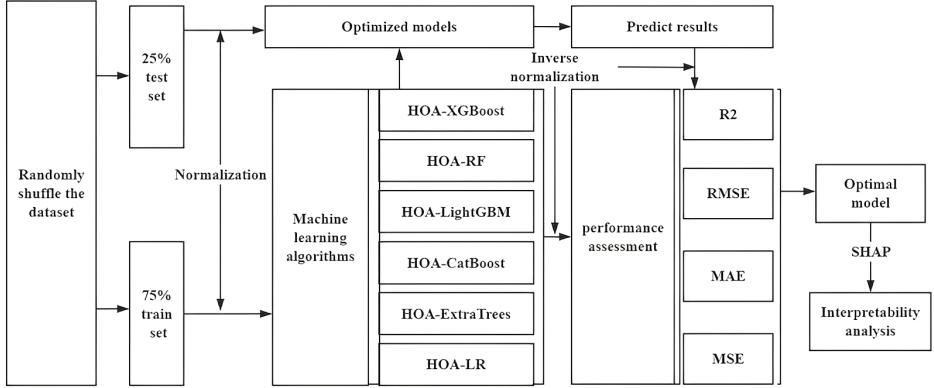 Randomly
shuffle the
dataset
25%
test
set
75%
train
set
Normalization
Optimized models
Machine
learning
algorithms
HOA-XGBoost
HOA-RF
HOA-LightGBM
HOA-CatBoost
HOA-ExtraTrees
HOA-LR
Predict results
Inverse
normalization
performance
assessment
R2
RMSE
MAE
MSE
Optimal
model
SHAP
Interpretability
analysis